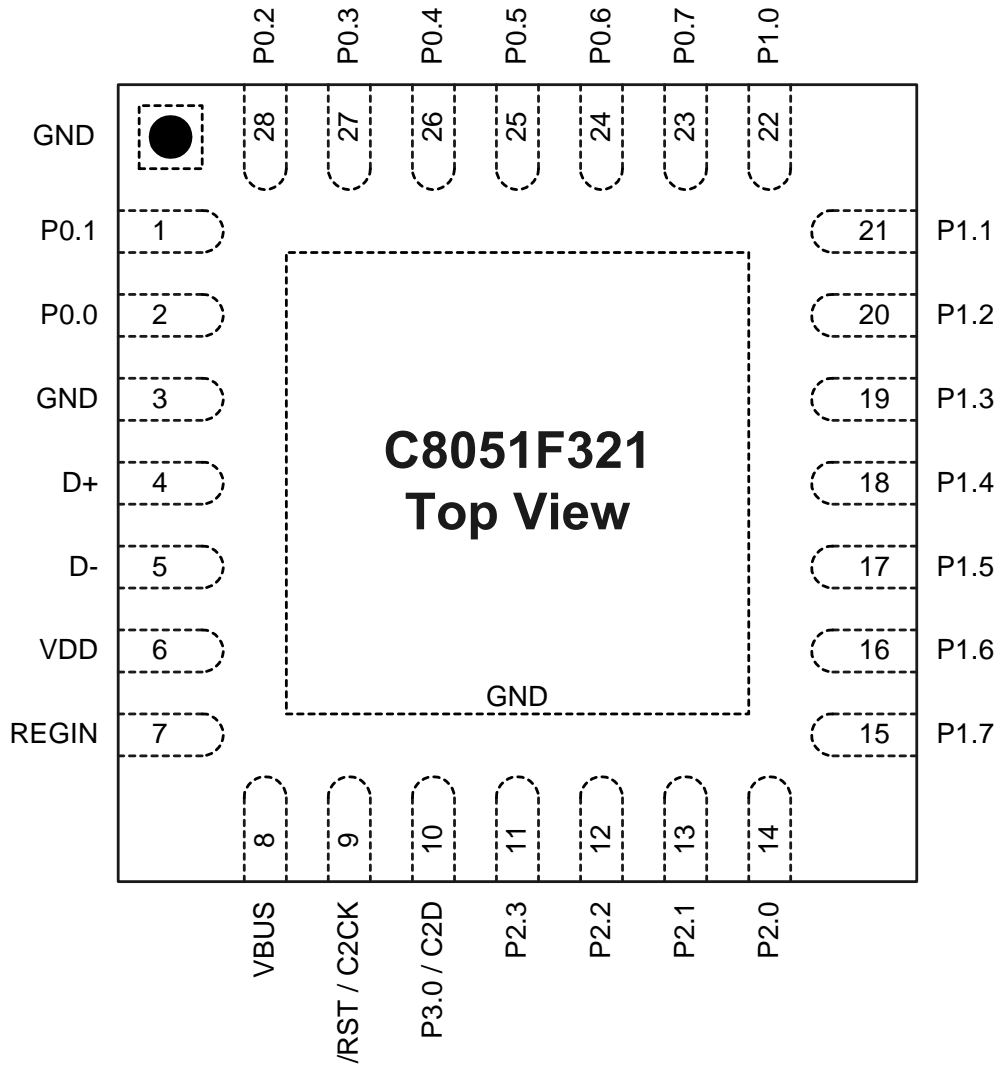 P0.2
P0.3
P0.4
P0.5
P0.6
P0.7
P1.0
28
27
26
25
24
23
22
GND
P0.1
1
21
P1.1
P0.0
2
20
P1.2
GND
3
19
P1.3
D+
4
18
P1.4
D-
5
17
P1.5
VDD
6
16
P1.6
REGIN
7
15
P1.7
C8051F321
Top View
GND
8
9
10
11
12
13
14
VBUS
/RST / C2CK
P3.0 / C2D
P2.3
P2.2
P2.1
P2.0